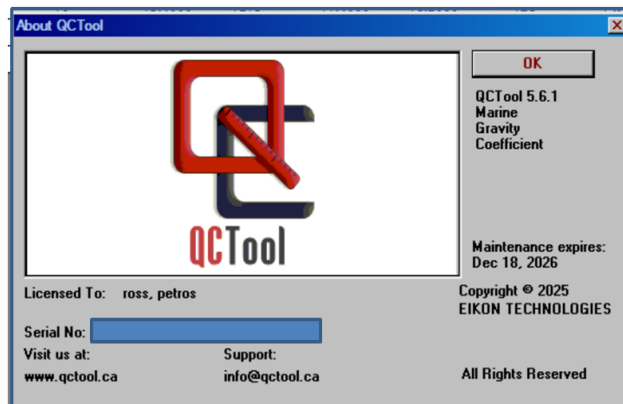 About QCTool
OK
QCTool 5.6.1
Marine
Gravity
Coefficient
QCTool
Maintenance expires:
Dec 18, 2026
Licensed To: ross, petros
Copyright © 2025
EIKON TECHNOLOGIES
Serial No:
Visit us at: Support:
www.qctool.ca info@qctool.ca All Rights Reserved